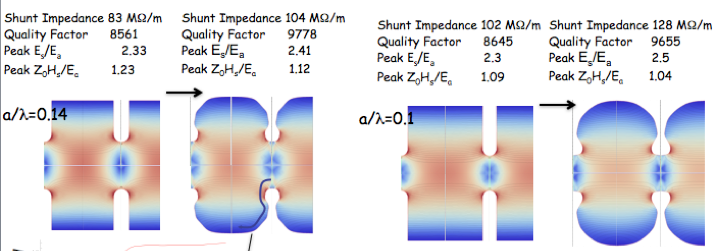 Shunt Impedance 83 MΩ/m
Quality Factor 8561
Peak Eₛ/Eₐ 2.33
Peak Z₀Hₛ/Eₐ 1.23
Shunt Impedance 104 MΩ/m
Quality Factor 9778
Peak Eₛ/Eₐ 2.41
Peak Z₀Hₛ/Eₐ 1.12
a/λ=0.14
Shunt Impedance 102 MΩ/m
Quality Factor 8645
Peak Eₛ/Eₐ 2.3
Peak Z₀Hₛ/Eₐ 1.09
Shunt Impedance 128 MΩ/m
Quality Factor 9655
Peak Eₛ/Eₐ 2.5
Peak Z₀Hₛ/Eₐ 1.04
a/λ=0.1